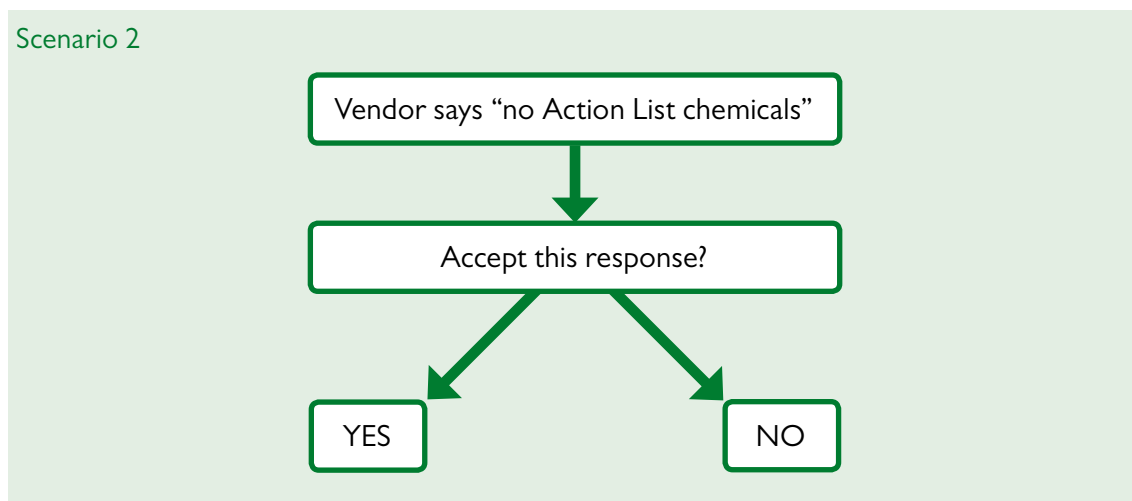 Scenario 2
Vendor says “no Action List chemicals”
Accept this response?
YES
NO